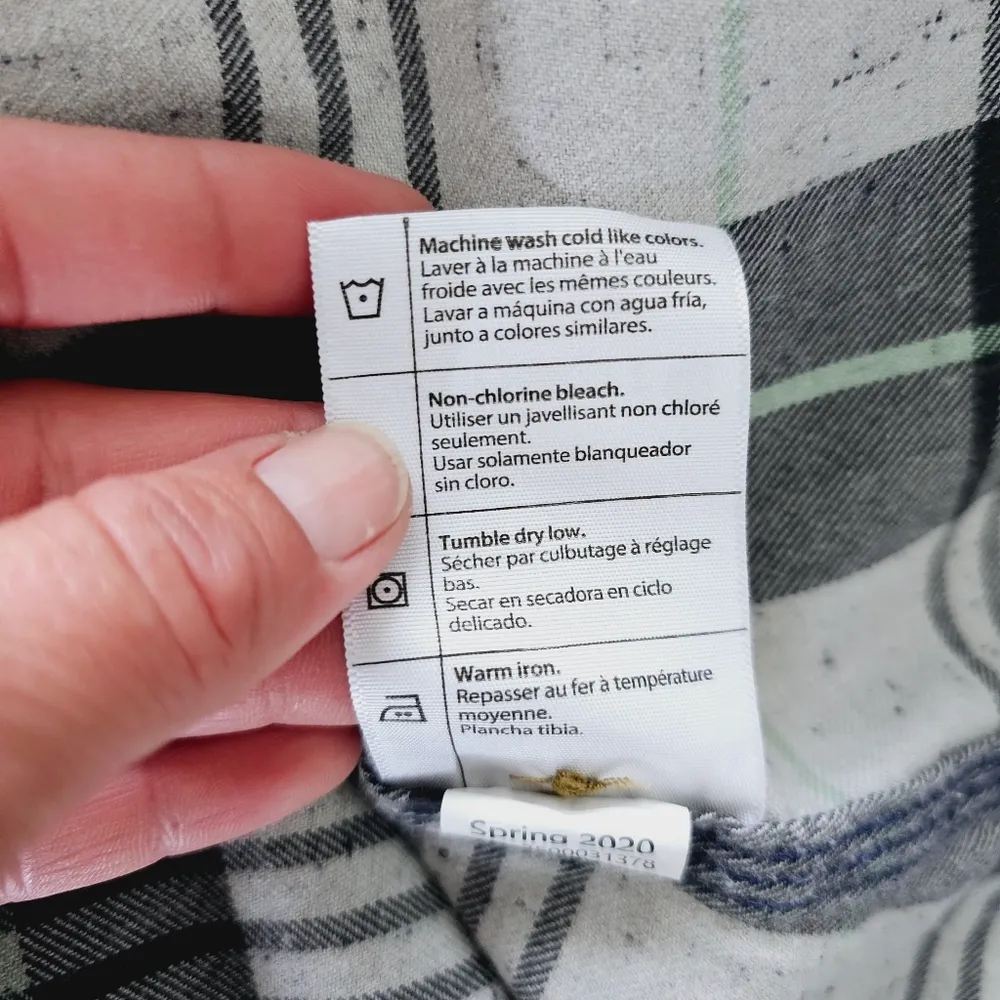 Machine wash cold like colors.
Laver à la machine à l'eau
froide avec les mêmes couleurs.
Lavar a máquina con agua fría,
junto a colores similares.
Non-chlorine bleach.
Utiliser un javellisant non chloré
seulement.
Usar solamente blanqueador
sin cloro.
Tumble dry low.
Sécher par culbutage à réglage
bas.
Secar en secadora en ciclo
delicado.
Warm iron.
Repasser au fer à température
moyenne.
Plancha tibia.
Spring 2020